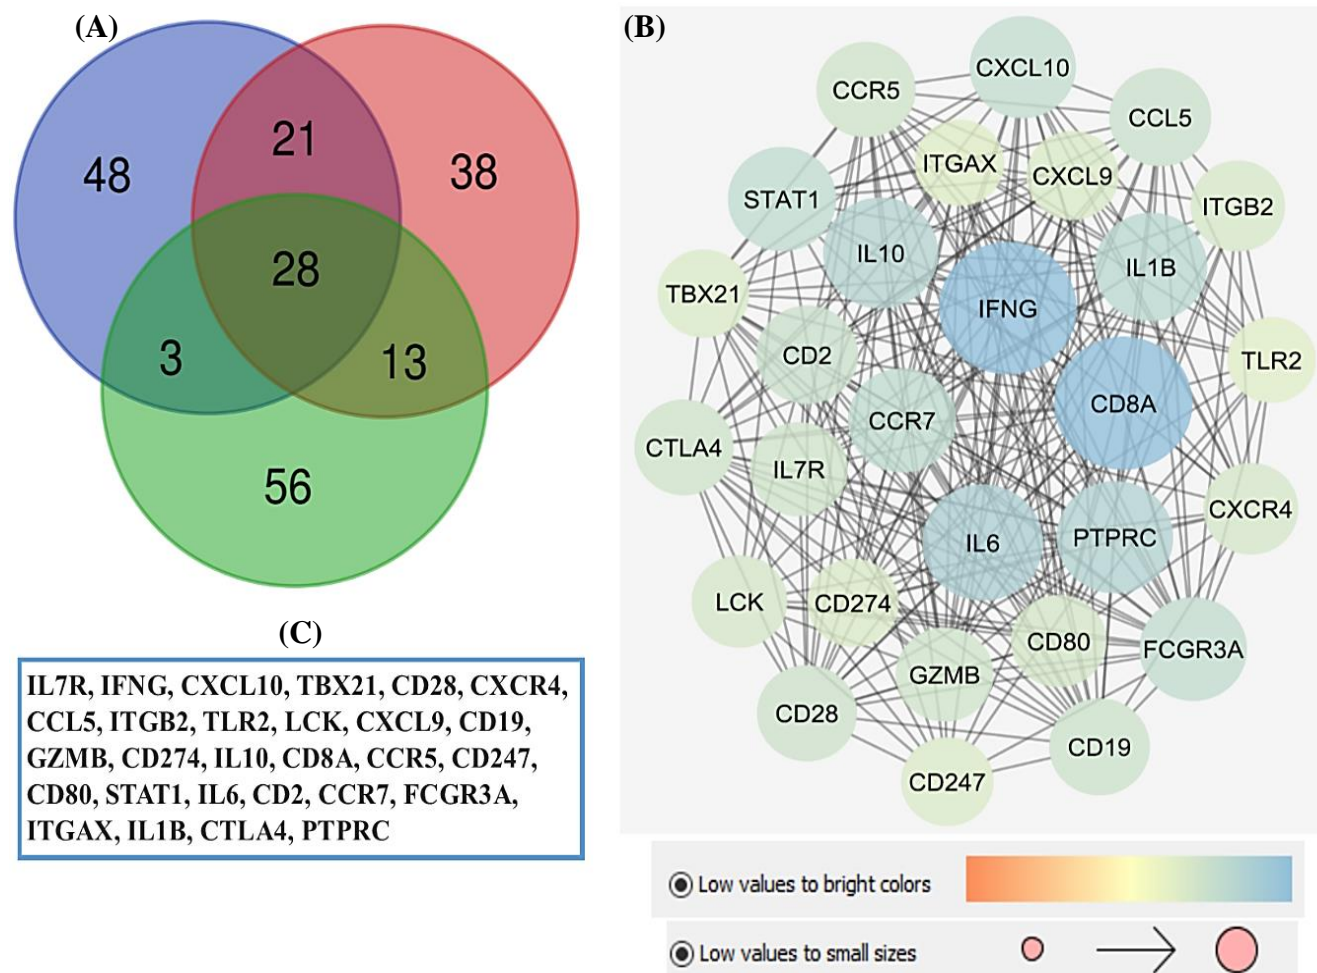 (A)
48
21
38
28
3
13
56
(B)
CXCL10
CCR5
CCL5
ITGAX
CXCL9
STAT1
ITGB2
IL10
IL1B
TBX21
IFNG
CD2
TLR2
CD8A
CCR7
CTLA4
IL7R
CXCR4
IL6
PTPRC
LCK
CD274
CD80
FCGR3A
GZMB
CD28
CD19
CD247
Low values to bright colors
Low values to small sizes
(C)
IL7R, IFNG, CXCL10, TBX21, CD28, CXCR4,
CCL5, ITGB2, TLR2, LCK, CXCL9, CD19,
GZMB, CD274, IL10, CD8A, CCR5, CD247,
CD80, STAT1, IL6, CD2, CCR7, FCGR3A,
ITGAX, IL1B, CTLA4, PTPRC